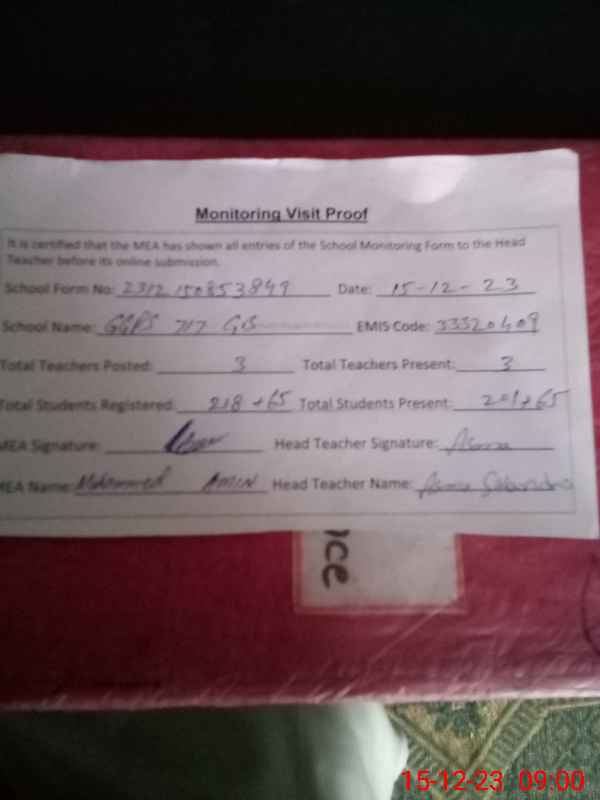 Monitoring Visit Proof
It is certified that the MEA has shown all entries of the School Monitoring Form to the Head
Teacher before its online submission.
School Form No: 2312150853849 Date: 15-12-23
School Name: GGPS 717 GB EMIS Code: 33320409
Total Teachers Posted: 3 Total Teachers Present: 3
Total Students Registered: 218+65 Total Students Present: 201+65
MEA Signature: Head Teacher Signature:
MEA Name: Mohammed Amin Head Teacher Name:
nce
15-12-23 09:00